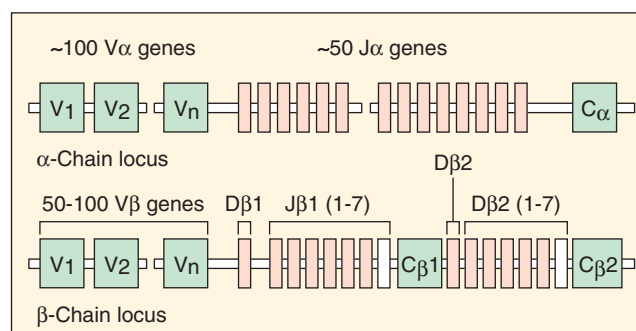 ~100 Vα genes ~50 Jα genes
V1 V2 Vn Cα
α-Chain locus
Dβ2
50-100 Vβ genes Dβ1 Jβ1 (1-7) Dβ2 (1-7)
V1 V2 Vn Cβ1 Cβ2
β-Chain locus